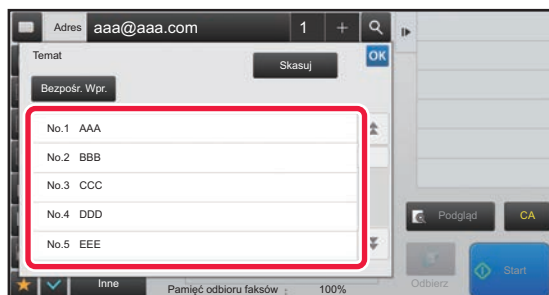 Adres aaa@aaa.com 1 +
Temat Skasuj OK
Bezpośr. Wpr.
No.1 AAA
No.2 BBB
No.3 CCC
No.4 DDD
No.5 EEE
Podgląd CA
Inne Pamięć odbioru faksów : 100% Odbierz Start